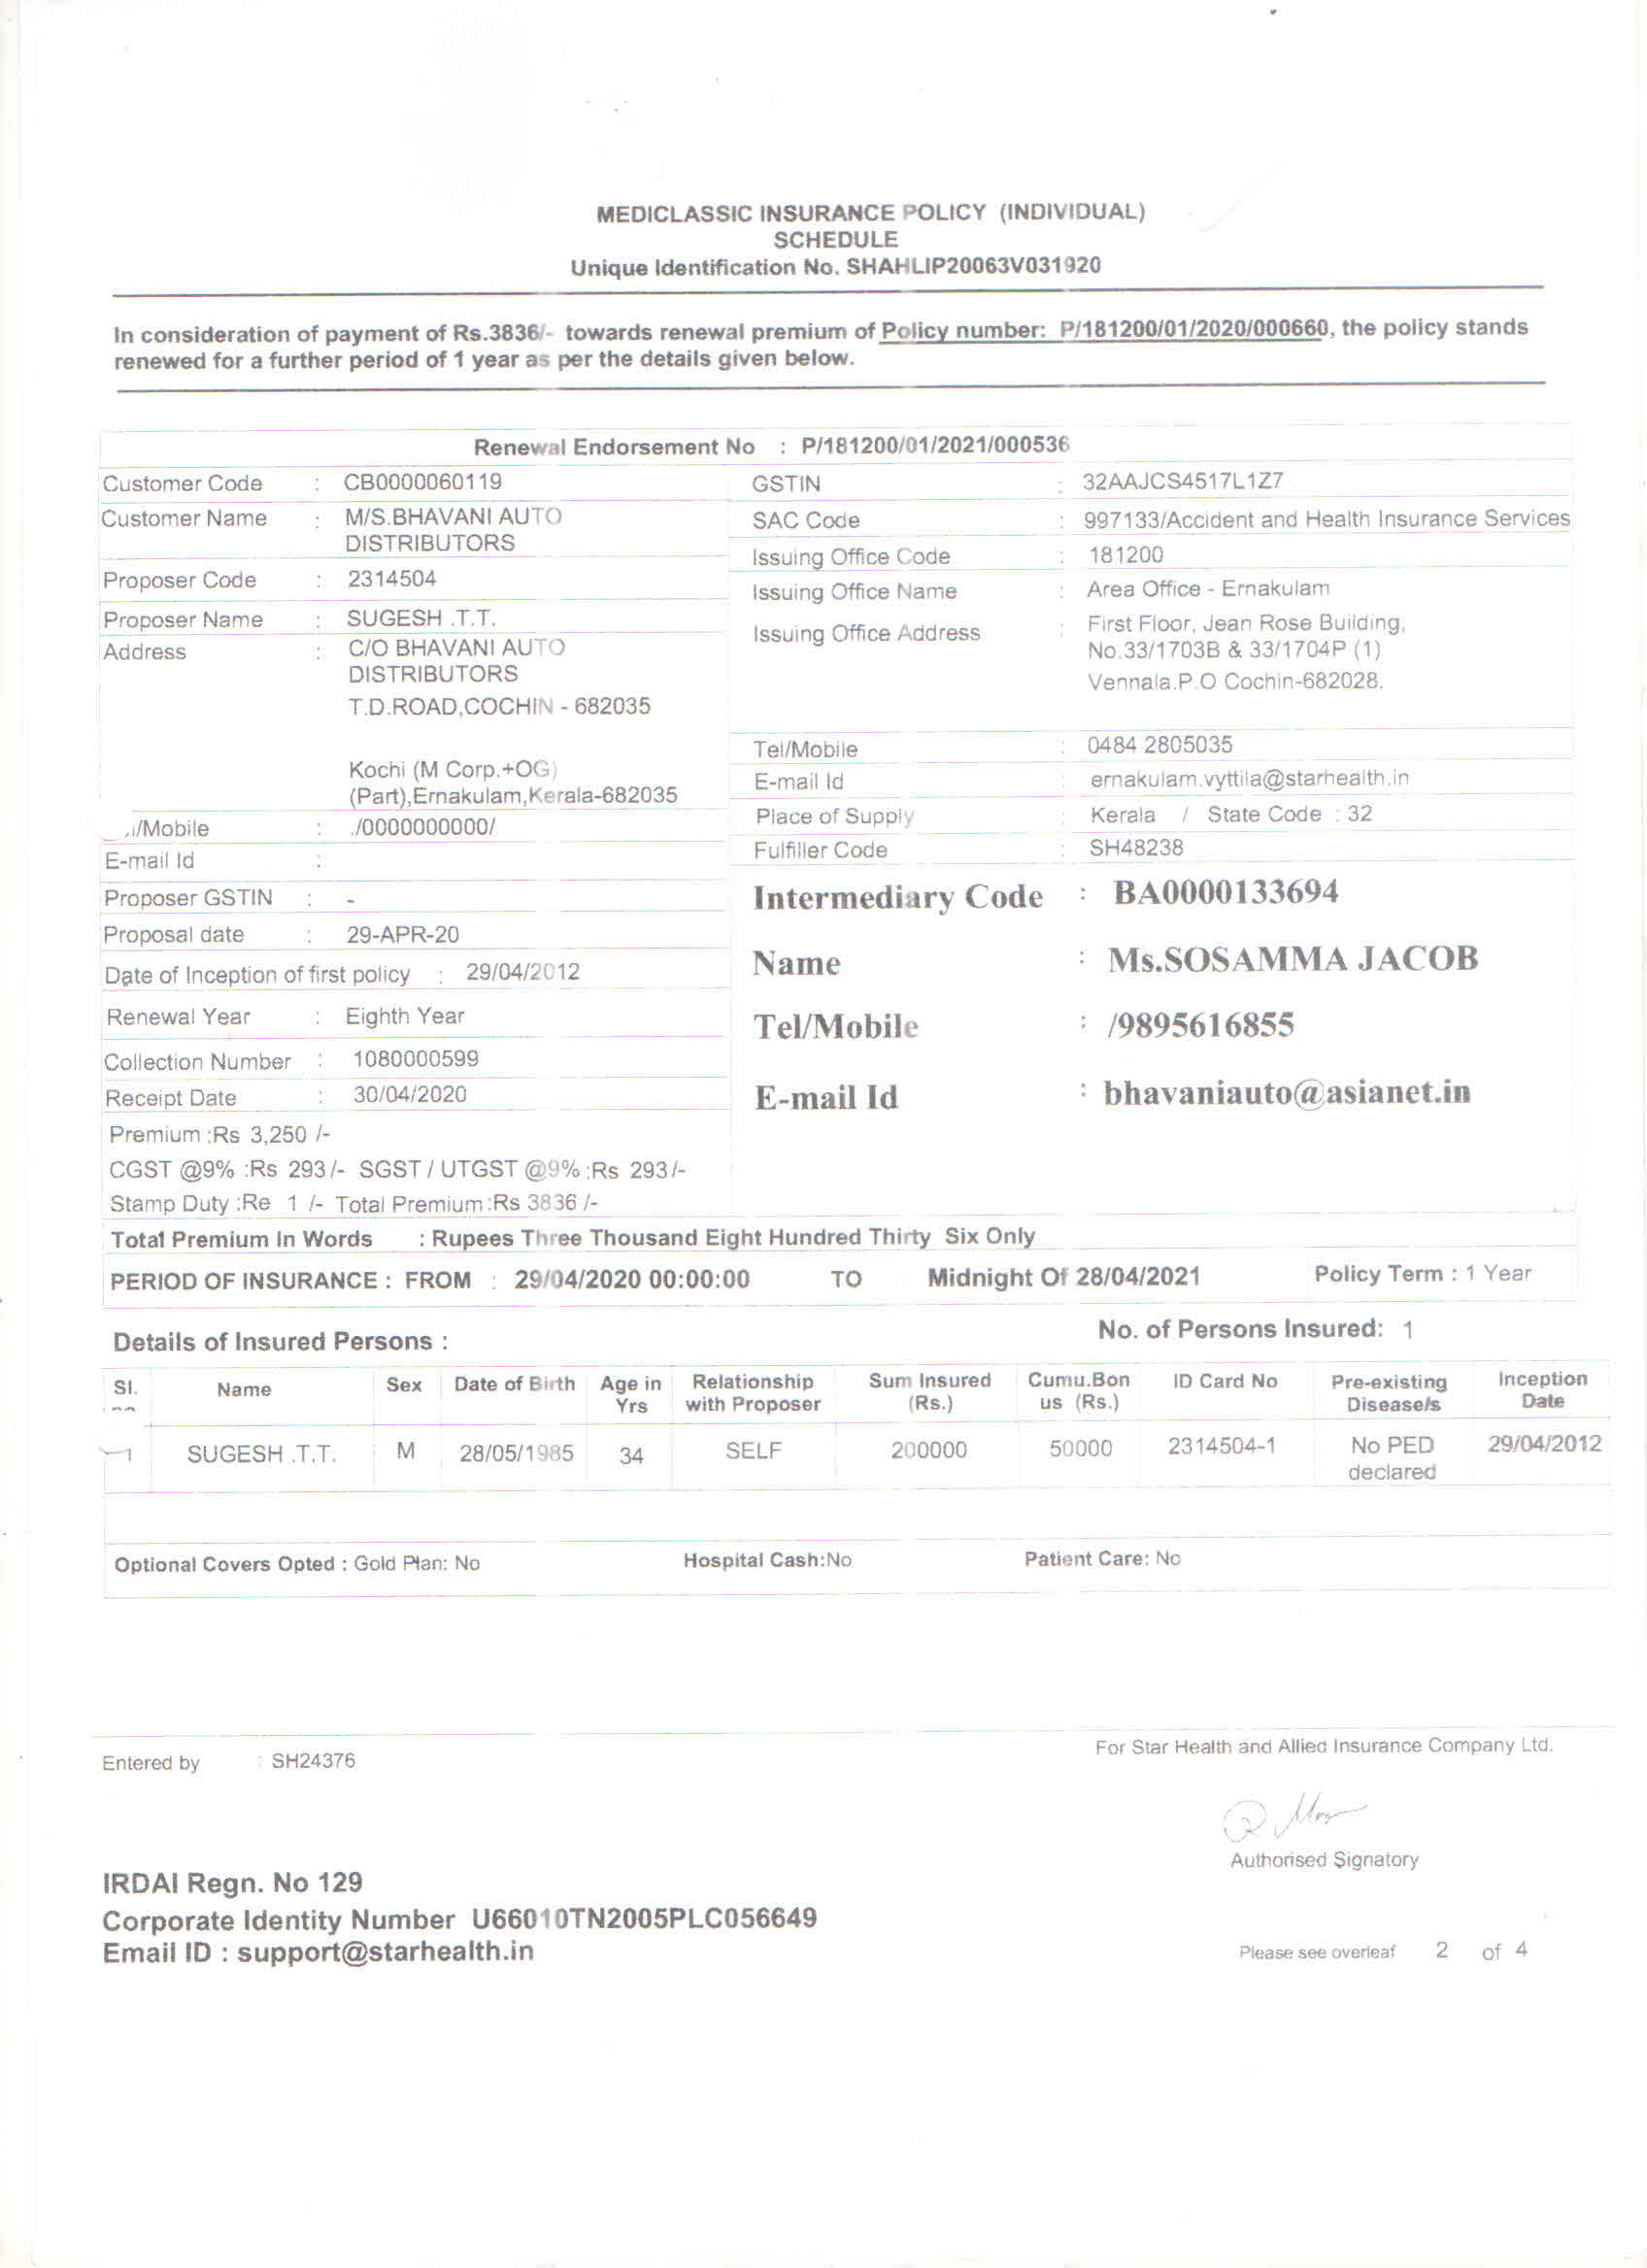 MEDICLASSIC INSURANCE POLICY (INDIVIDUAL)
SCHEDULE
Unique Identification No. SHAHLIP20063V031920
In consideration of payment of Rs.3836/- towards renewal premium of Policy number: P/181200/01/2020/000660, the policy stands
renewed for a further period of 1 year as per the details given below.
Renewal Endorsement No : P/181200/01/2021/000536
Customer Code : CB0000060119
Customer Name : M/S.BHAVANI AUTO
DISTRIBUTORS
Proposer Code : 2314504
Proposer Name : SUGESH .T.T.
Address : C/O BHAVANI AUTO
DISTRIBUTORS
T.D.ROAD,COCHIN - 682035
Kochi (M Corp.+OG)
(Part),Ernakulam,Kerala-682035
/Mobile : ./0000000000/
E-mail Id :
Proposer GSTIN : -
Proposal date : 29-APR-20
Date of Inception of first policy : 29/04/2012
Renewal Year : Eighth Year
Collection Number : 1080000599
Receipt Date : 30/04/2020
Premium :Rs 3,250 /-
CGST @9% :Rs 293/- SGST / UTGST @9% :Rs 293/-
Stamp Duty :Re 1 /- Total Premium :Rs 3836 /-
GSTIN : 32AAJCS4517L1Z7
SAC Code : 997133/Accident and Health Insurance Services
Issuing Office Code : 181200
Issuing Office Name : Area Office - Ernakulam
Issuing Office Address : First Floor, Jean Rose Building,
No.33/1703B & 33/1704P (1)
Vennala.P.O Cochin-682028.
Tel/Mobile : 0484 2805035
E-mail Id : ernakulam.vyttila@starhealth.in
Place of Supply : Kerala / State Code : 32
Fulfiller Code : SH48238
Intermediary Code : BA0000133694
Name : Ms.SOSAMMA JACOB
Tel/Mobile : /9895616855
E-mail Id : bhavaniauto@asianet.in
Total Premium In Words : Rupees Three Thousand Eight Hundred Thirty Six Only
PERIOD OF INSURANCE : FROM : 29/04/2020 00:00:00 TO Midnight Of 28/04/2021 Policy Term : 1 Year
Details of Insured Persons : No. of Persons Insured: 1
Sl. Name Sex Date of Birth Age in Relationship Sum Insured Cumu.Bon ID Card No Pre-existing Inception
Yrs with Proposer (Rs.) us (Rs.) Disease/s Date
1 SUGESH .T.T. M 28/05/1985 34 SELF 200000 50000 2314504-1 No PED 29/04/2012
declared
Optional Covers Opted : Gold Plan: No Hospital Cash:No Patient Care: No
Entered by : SH24376 For Star Health and Allied Insurance Company Ltd.
Authorised Signatory
IRDAI Regn. No 129
Corporate Identity Number U66010TN2005PLC056649
Email ID : support@starhealth.in
Please see overleaf 2 of 4